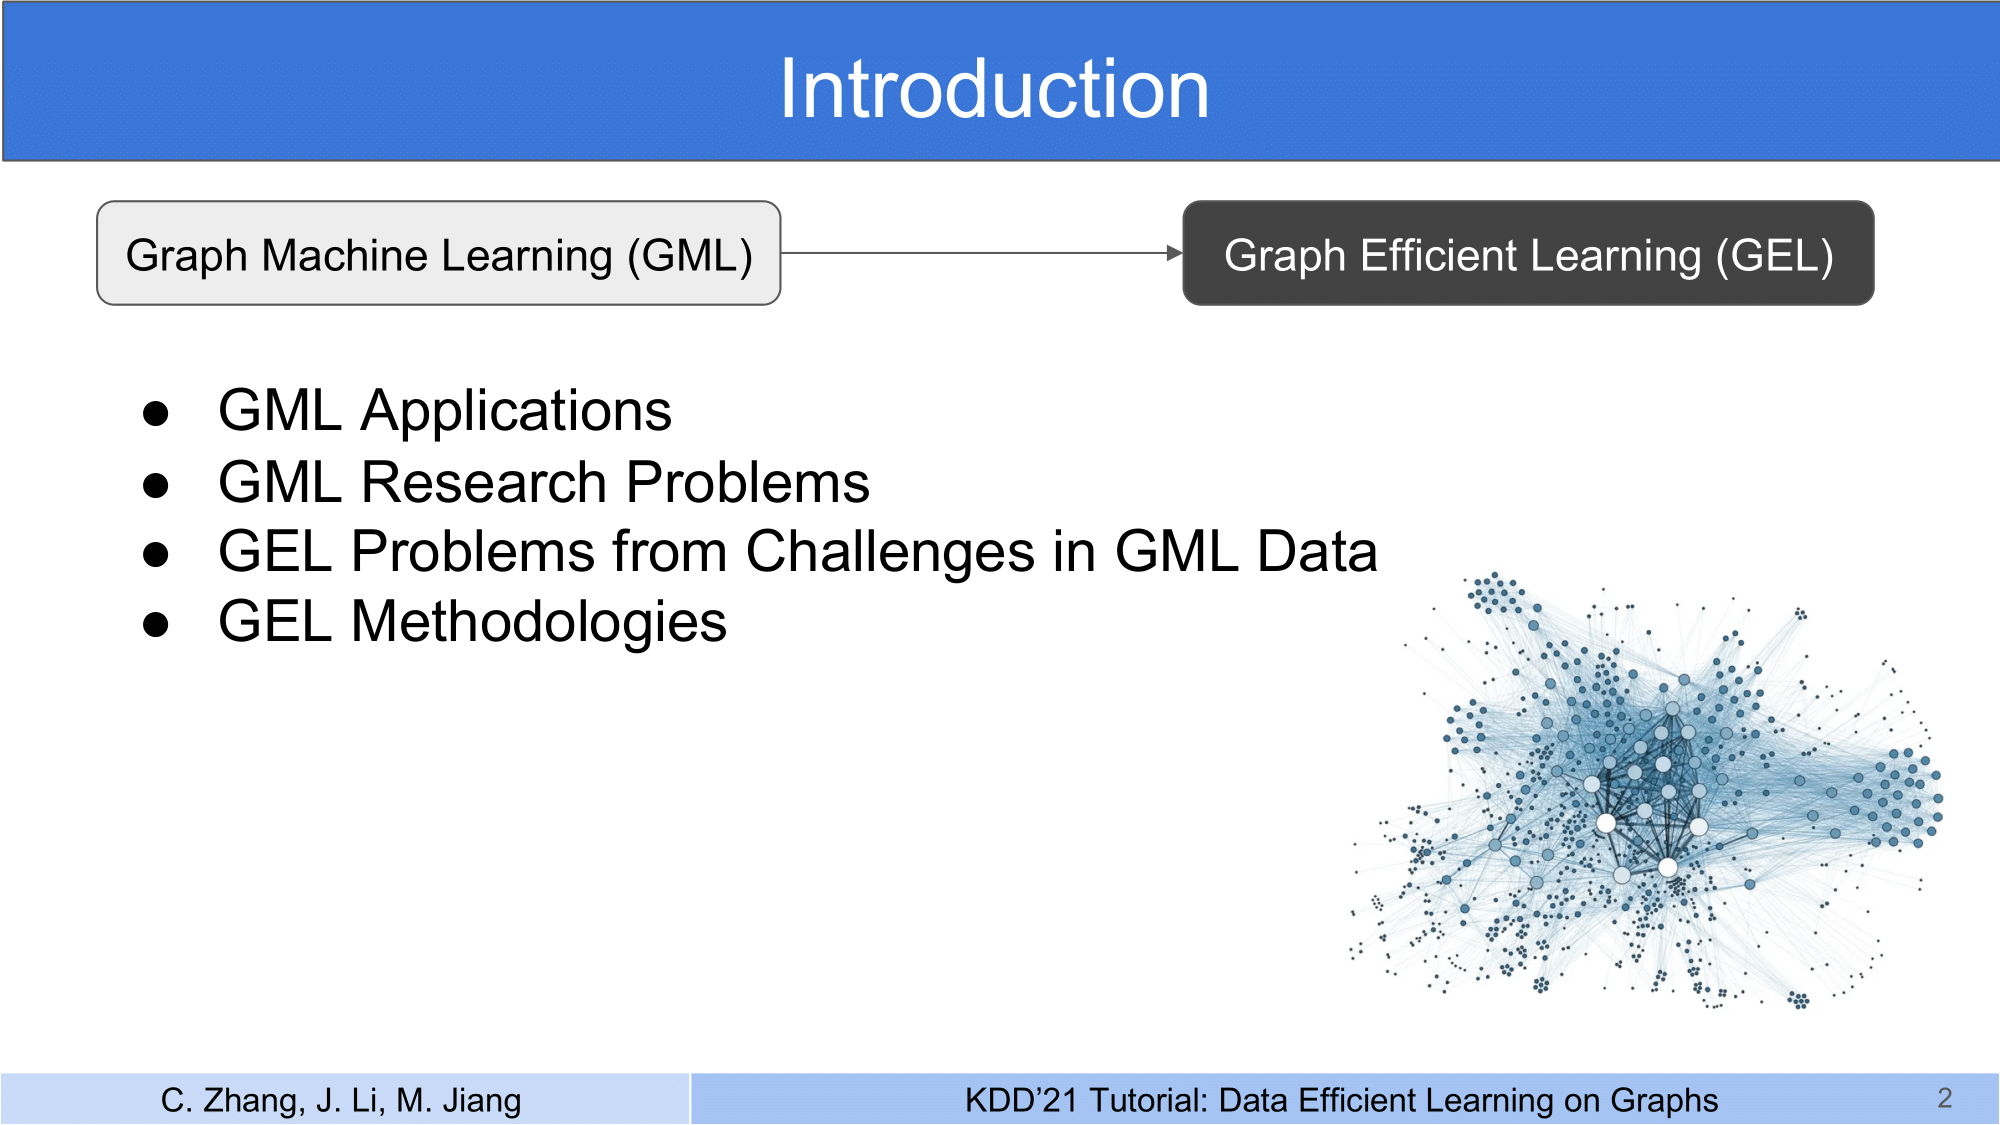 Introduction
Graph Machine Learning (GML)
Graph Efficient Learning (GEL)
● GML Applications
● GML Research Problems
● GEL Problems from Challenges in GML Data
● GEL Methodologies
C. Zhang, J. Li, M. Jiang
KDD’21 Tutorial: Data Efficient Learning on Graphs
2